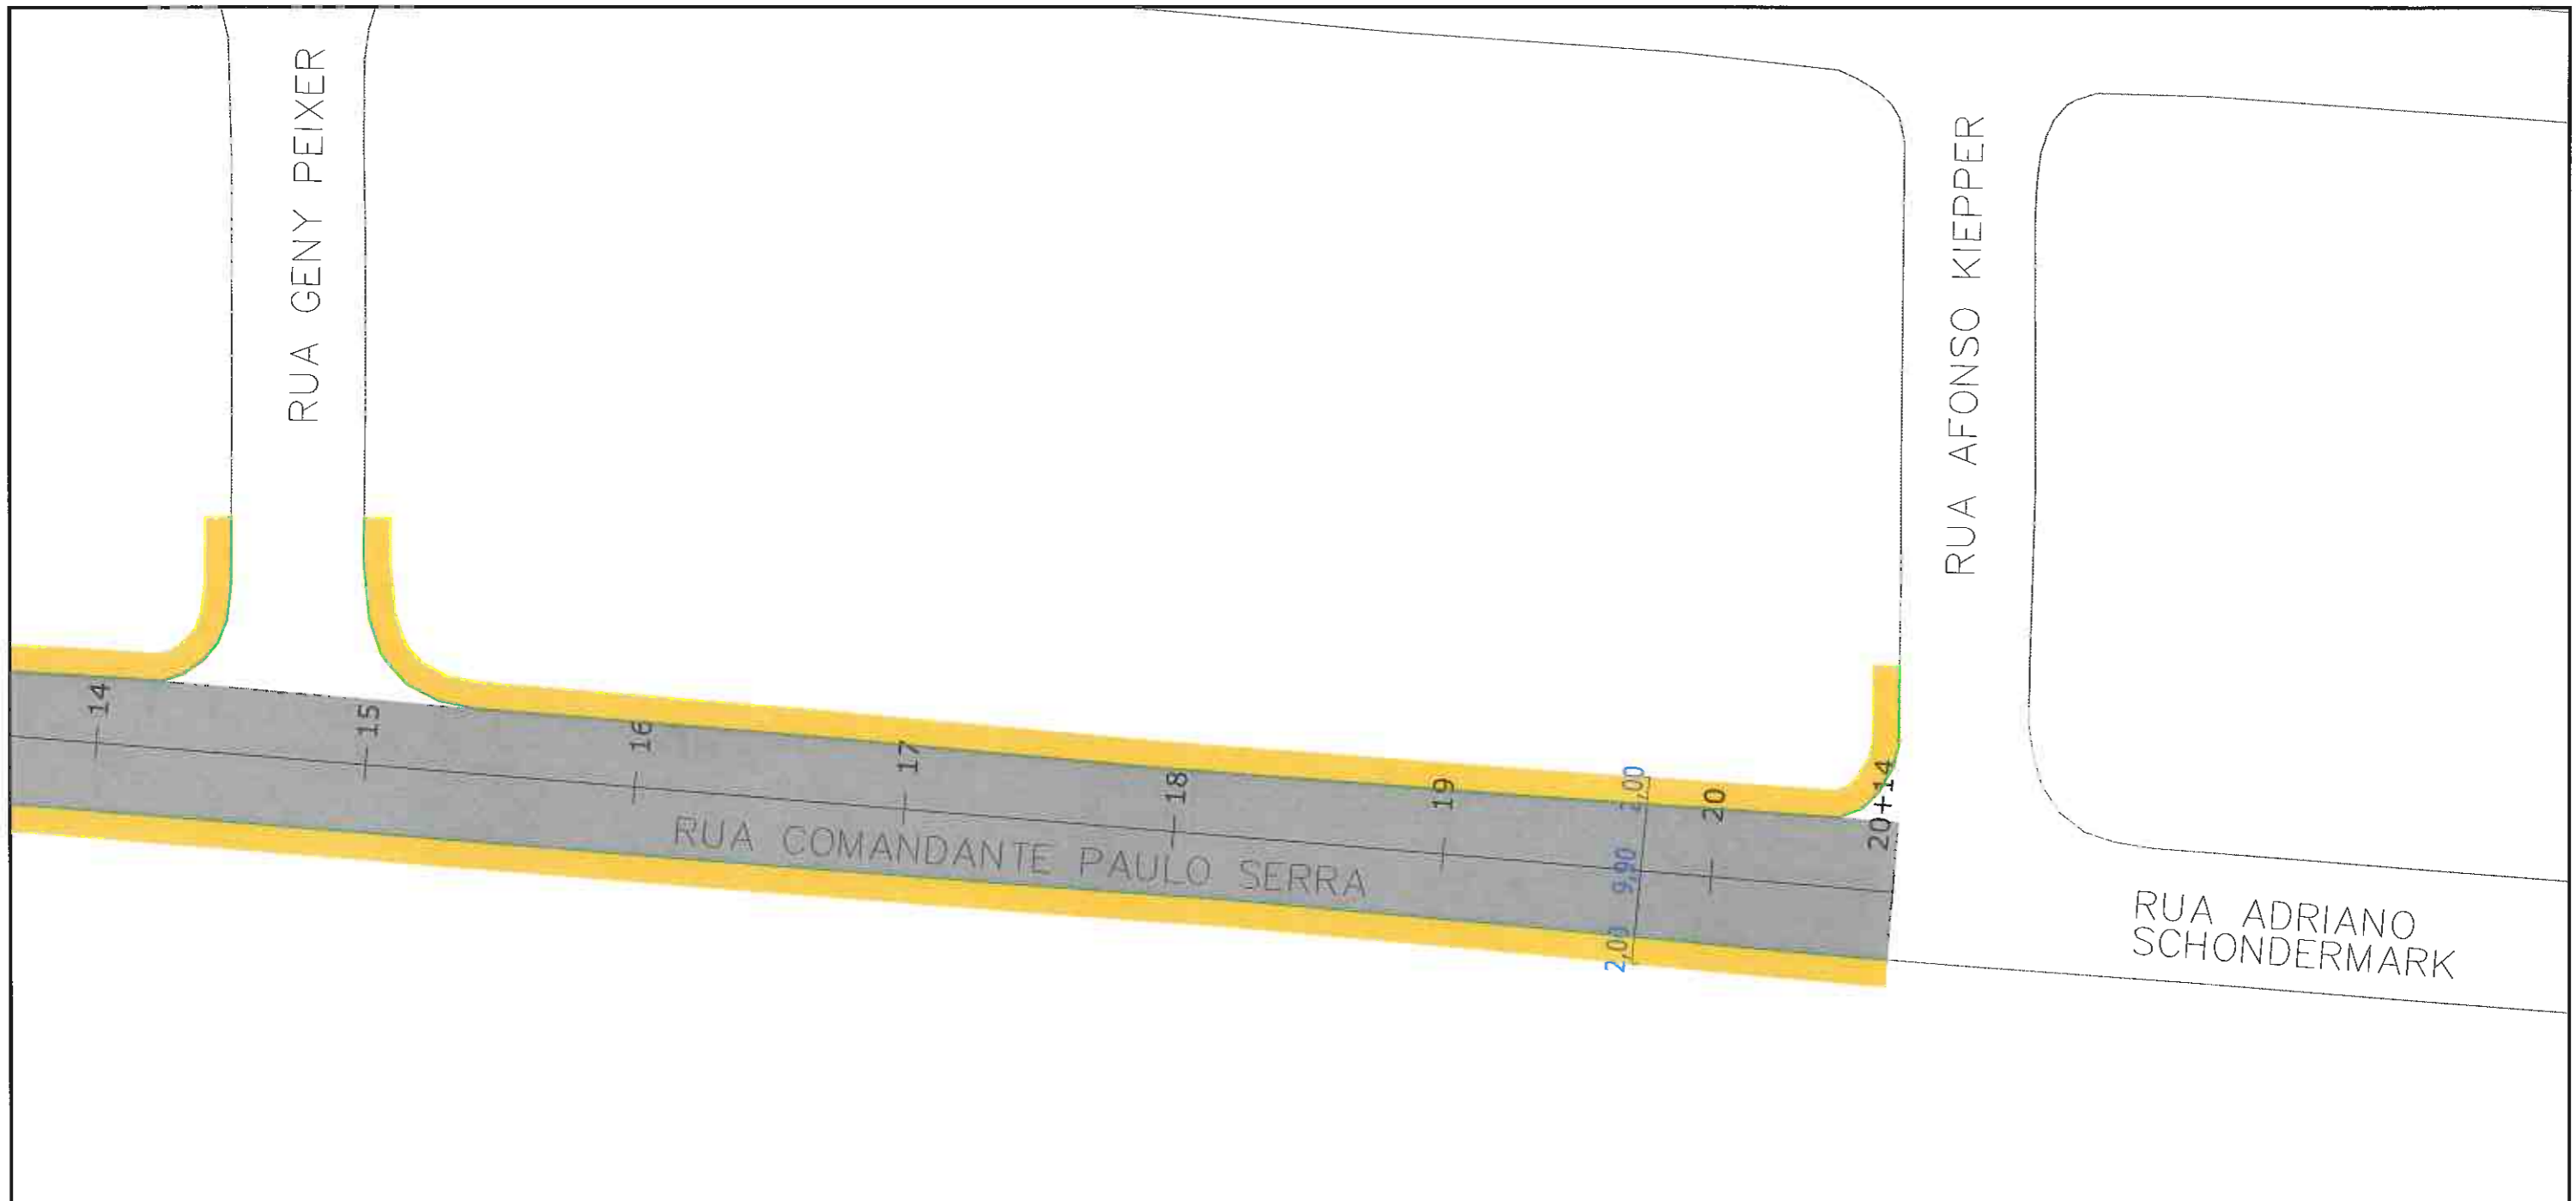 RUA GENY PEIXER
RUA AFONSO KIEPPER
14
15
16
17
18
19
2,00
20
20+14
9,90
2,00
RUA COMANDANTE PAULO SERRA
RUA ADRIANO
SCHONDERMARK